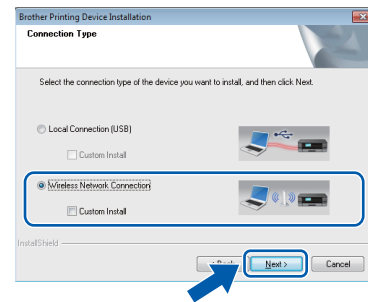 Brother Printing Device Installation
Connection Type
Select the connection type of the device you want to install, and then click Next.
Local Connection (USB)
Custom Install
Wireless Network Connection
Custom Install
InstallShield
Next >
Cancel